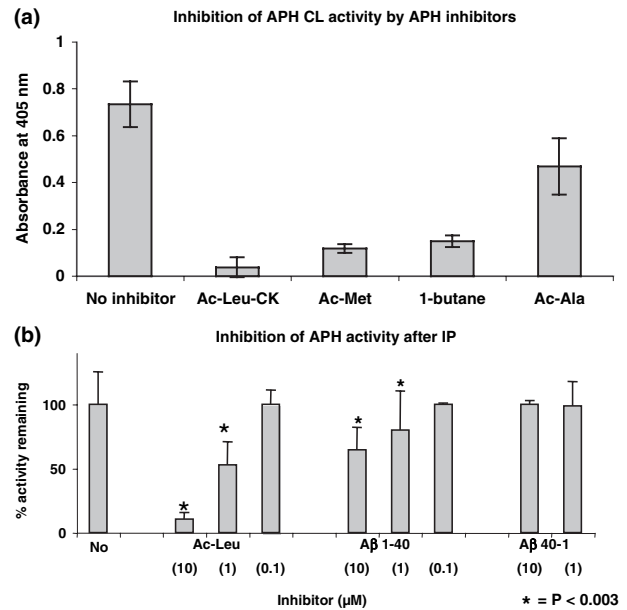 (a)
Inhibition of APH CL activity by APH inhibitors
Absorbance at 405 nm
1
0.8
0.6
0.4
0.2
0
No inhibitor Ac-Leu-CK Ac-Met 1-butane Ac-Ala
(b)
Inhibition of APH activity after IP
% activity remaining
100
50
0
* * * *
No Ac-Leu Aβ 1-40 Aβ 40-1
(10) (1) (0.1) (10) (1) (0.1) (10) (1)
Inhibitor (µM)
* = P < 0.003